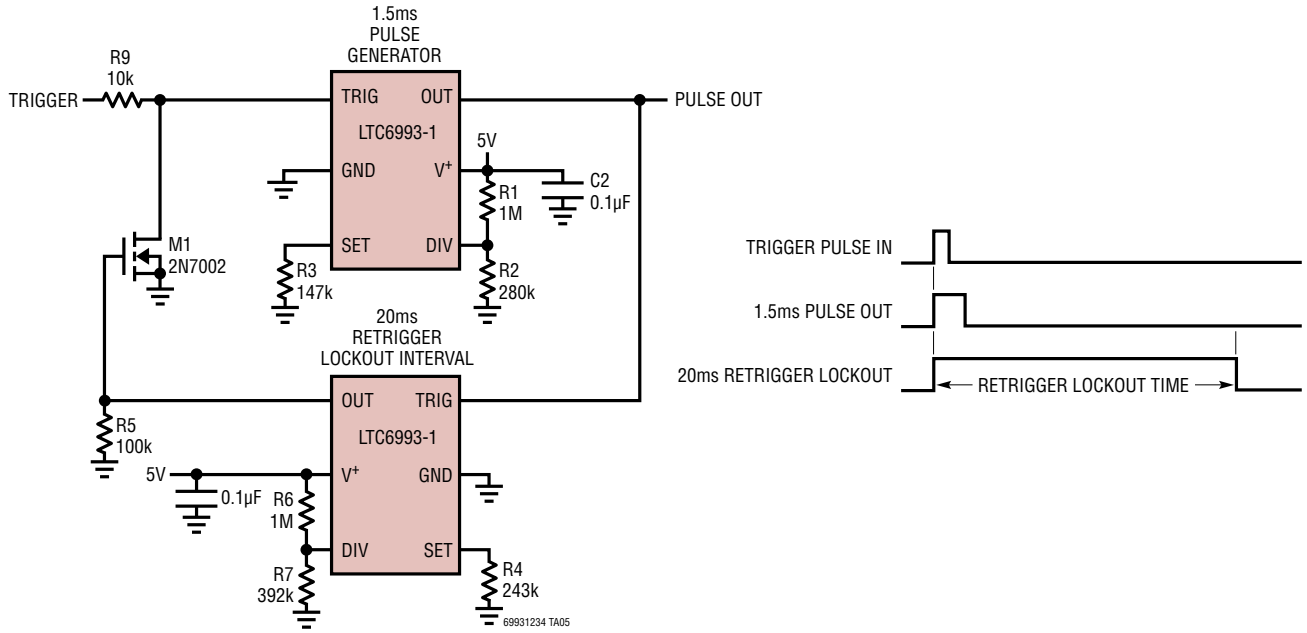 1.5ms
PULSE
GENERATOR
R9
10k
TRIGGER
TRIG
OUT
PULSE OUT
LTC6993-1
5V
GND
V+
R1
1M
C2
0.1µF
M1
2N7002
SET
DIV
R3
147k
R2
280k
20ms
RETRIGGER
LOCKOUT INTERVAL
OUT
TRIG
LTC6993-1
R5
100k
5V
V+
GND
0.1µF
R6
1M
DIV
SET
R7
392k
R4
243k
69931234 TA05
TRIGGER PULSE IN
1.5ms PULSE OUT
20ms RETRIGGER LOCKOUT
RETRIGGER LOCKOUT TIME